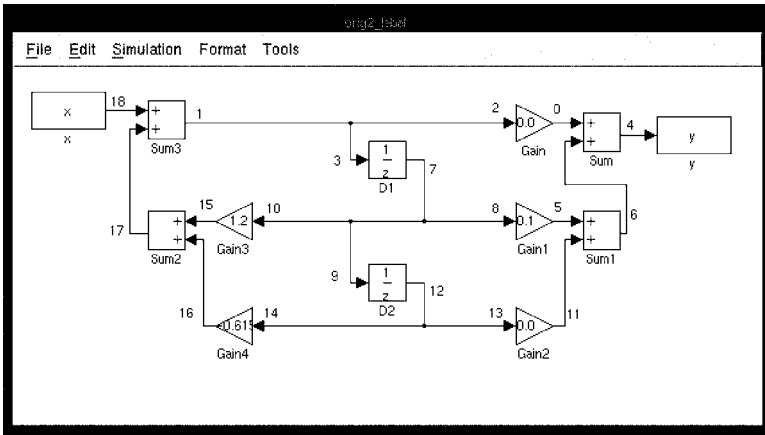 orig2_label
File Edit Simulation Format Tools
x
18
+
+
1
2
0.0
0
+
+
4
y
x
Sum3
3
1
z
7
Gain
Sum
y
D1
17
+
+
15
1.2
10
8
0.1
5
+
+
6
Sum2
Gain3
9
1
z
12
Gain1
Sum1
D2
16
14
13
0.0
11
Gain4
Gain2